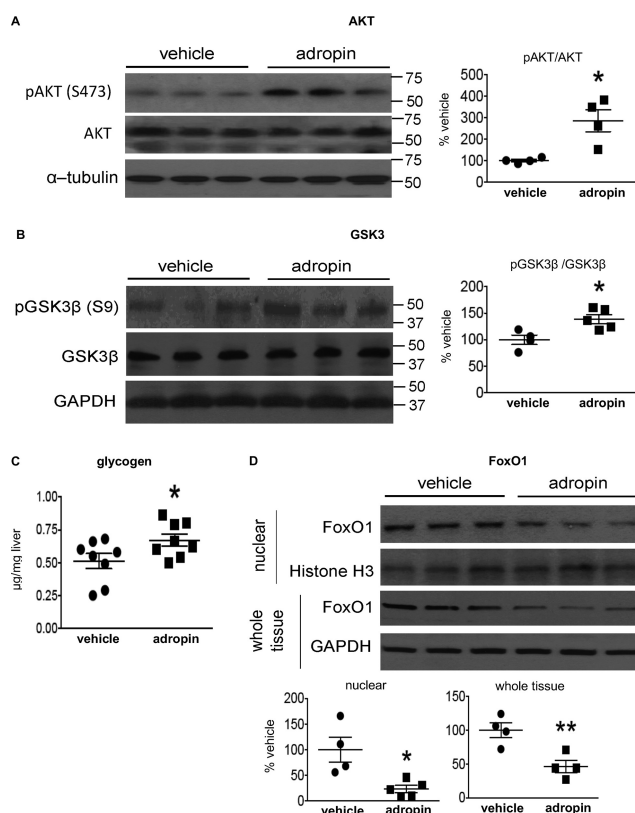 A
AKT
vehicle adropin
pAKT (S473)
75
50
AKT
75
50
α–tubulin
75
50
pAKT/AKT
*
% vehicle
500
400
300
200
100
0
vehicle adropin
B
GSK3
vehicle adropin
pGSK3β (S9)
50
37
GSK3β
50
37
GAPDH
50
37
pGSK3β /GSK3β
*
% vehicle
200
150
100
50
0
vehicle adropin
C
glycogen
*
µg/mg liver
1.00
0.75
0.50
0.25
0.00
vehicle adropin
D
FoxO1
vehicle adropin
nuclear
FoxO1
Histone H3
whole
tissue
FoxO1
GAPDH
nuclear
*
% vehicle
200
150
100
50
0
vehicle adropin
whole tissue
**
150
100
50
0
vehicle adropin